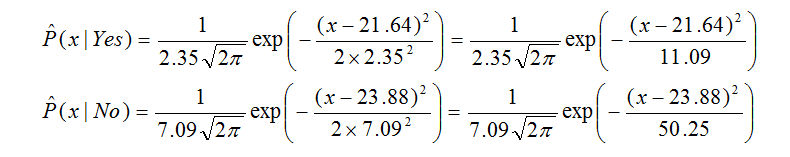 P̂(x | Yes) = 1/(2.35√(2π)) exp(−(x − 21.64)²/(2 × 2.35²)) = 1/(2.35√(2π)) exp(−(x − 21.64)²/11.09)
P̂(x | No) = 1/(7.09√(2π)) exp(−(x − 23.88)²/(2 × 7.09²)) = 1/(7.09√(2π)) exp(−(x − 23.88)²/50.25)